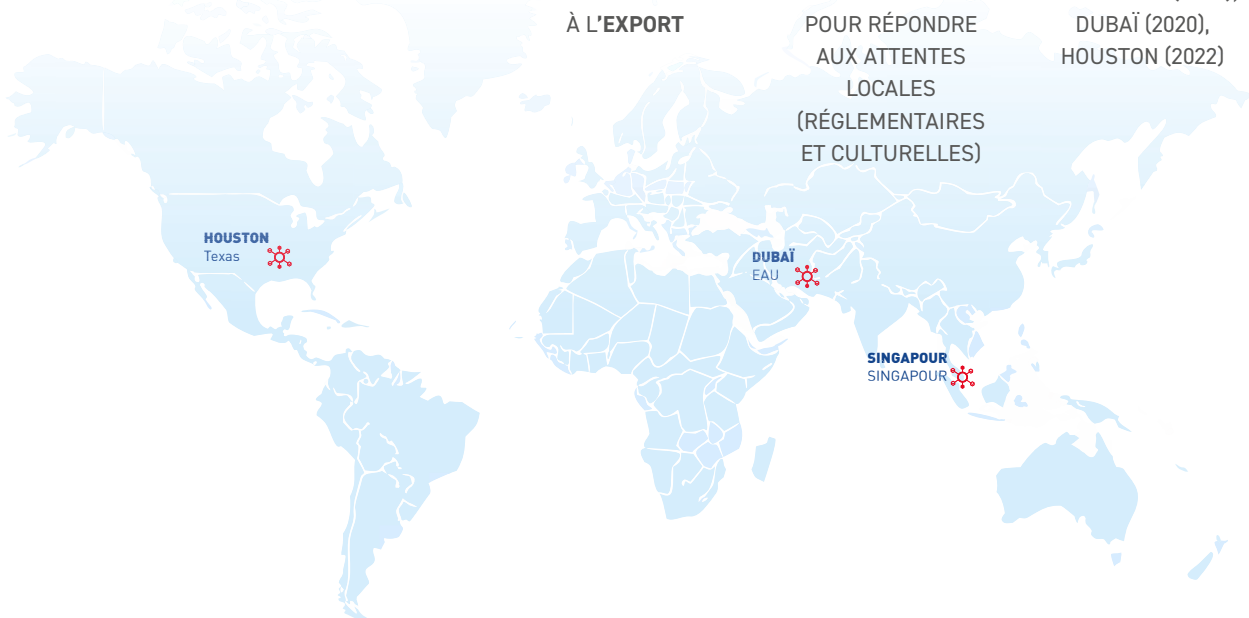 À L'EXPORT
POUR RÉPONDRE
AUX ATTENTES
LOCALES
(RÉGLEMENTAIRES
ET CULTURELLES)
DUBAÏ (2020),
HOUSTON (2022)
HOUSTON
Texas
DUBAÏ
EAU
SINGAPOUR
SINGAPOUR